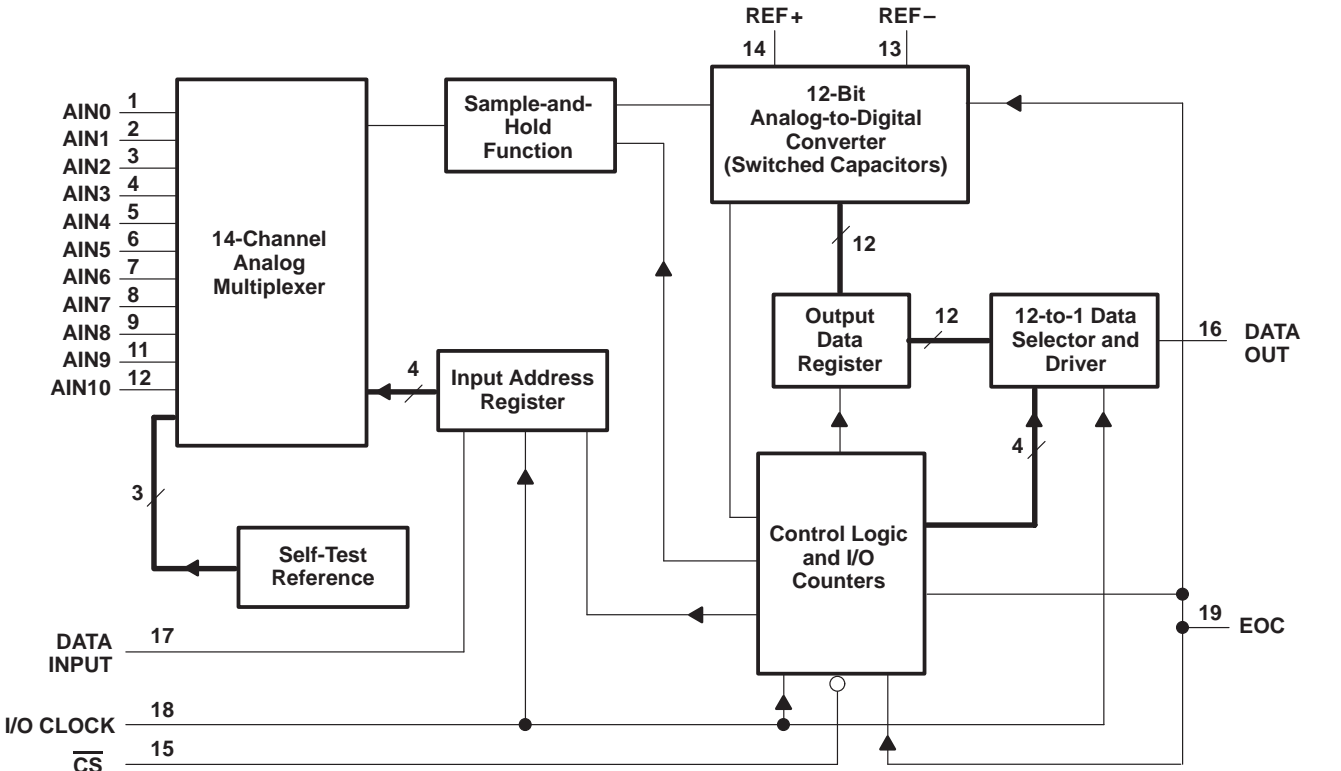 REF+ REF–
14 13
12-Bit
Analog-to-Digital
Converter
(Switched Capacitors)
Sample-and-
Hold
Function
AIN0 1
AIN1 2
AIN2 3
AIN3 4
AIN4 5
AIN5 6
AIN6 7
AIN7 8
AIN8 9
AIN9 11
AIN10 12
14-Channel
Analog
Multiplexer
12
Output
Data
Register
12
12-to-1 Data
Selector and
Driver
16 DATA
OUT
4
Input Address
Register
4
3
Self-Test
Reference
Control Logic
and I/O
Counters
19 EOC
DATA
INPUT
17
I/O CLOCK 18
CS 15